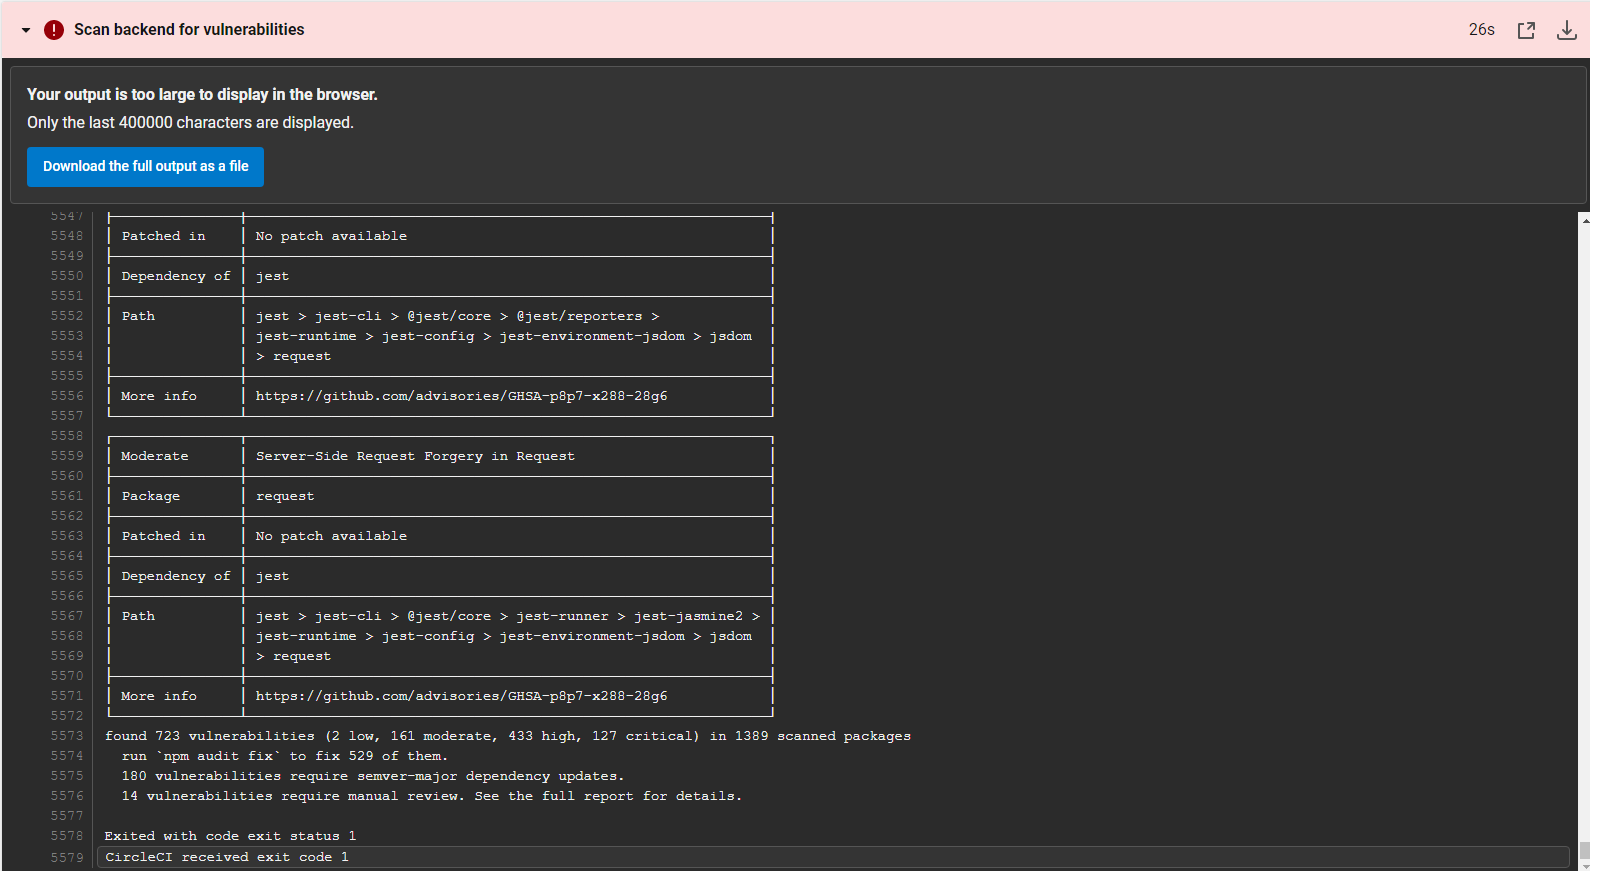 Scan backend for vulnerabilities 26s
Your output is too large to display in the browser.
Only the last 400000 characters are displayed.
Download the full output as a file
5547
5548 Patched in No patch available
5549
5550 Dependency of jest
5551
5552 Path jest > jest-cli > @jest/core > @jest/reporters >
5553 jest-runtime > jest-config > jest-environment-jsdom > jsdom
5554 > request
5555
5556 More info https://github.com/advisories/GHSA-p8p7-x288-28g6
5557
5558
5559 Moderate Server-Side Request Forgery in Request
5560
5561 Package request
5562
5563 Patched in No patch available
5564
5565 Dependency of jest
5566
5567 Path jest > jest-cli > @jest/core > jest-runner > jest-jasmine2 >
5568 jest-runtime > jest-config > jest-environment-jsdom > jsdom
5569 > request
5570
5571 More info https://github.com/advisories/GHSA-p8p7-x288-28g6
5572
5573 found 723 vulnerabilities (2 low, 161 moderate, 433 high, 127 critical) in 1389 scanned packages
5574 run `npm audit fix` to fix 529 of them.
5575 180 vulnerabilities require semver-major dependency updates.
5576 14 vulnerabilities require manual review. See the full report for details.
5577
5578 Exited with code exit status 1
5579 CircleCI received exit code 1